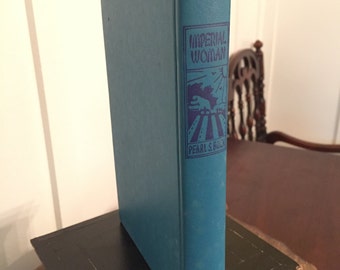 IMPERIAL
WOMAN
PEARL S. BUCK